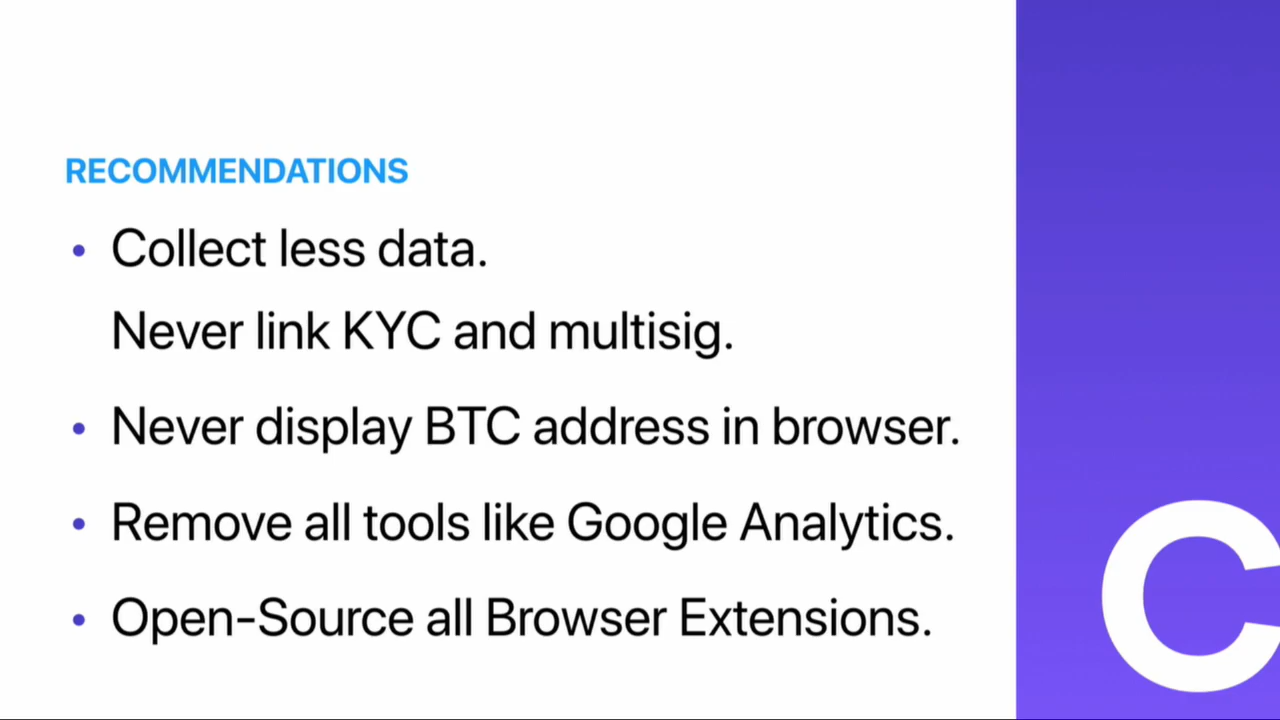 RECOMMENDATIONS
• Collect less data.
Never link KYC and multisig.
• Never display BTC address in browser.
• Remove all tools like Google Analytics.
• Open-Source all Browser Extensions.
C